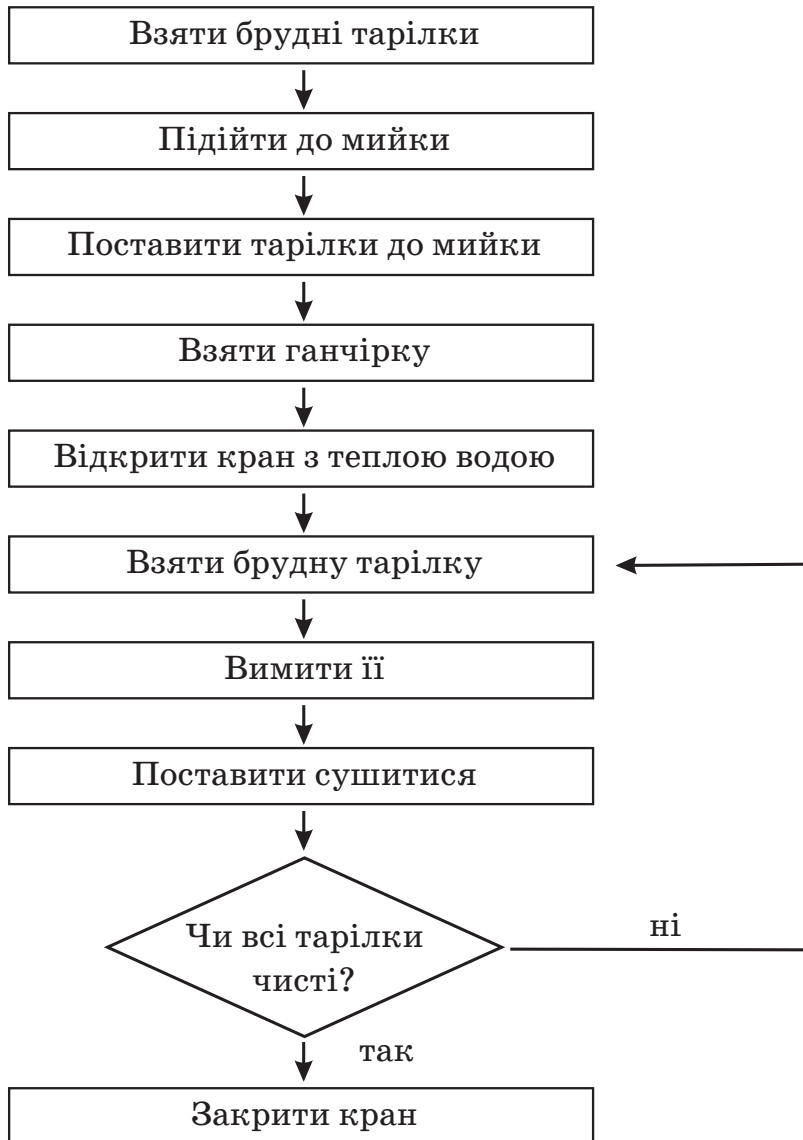 Взяти брудні тарілки
Підійти до мийки
Поставити тарілки до мийки
Взяти ганчірку
Відкрити кран з теплою водою
Взяти брудну тарілку
Вимити її
Поставити сушитися
Чи всі тарілки
чисті?
ні
так
Закрити кран